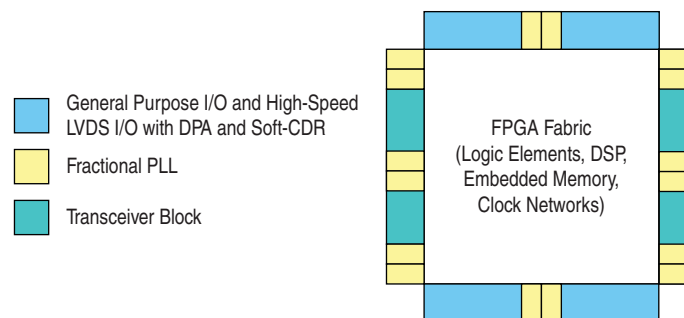 General Purpose I/O and High-Speed
LVDS I/O with DPA and Soft-CDR
Fractional PLL
Transceiver Block
FPGA Fabric
(Logic Elements, DSP,
Embedded Memory,
Clock Networks)